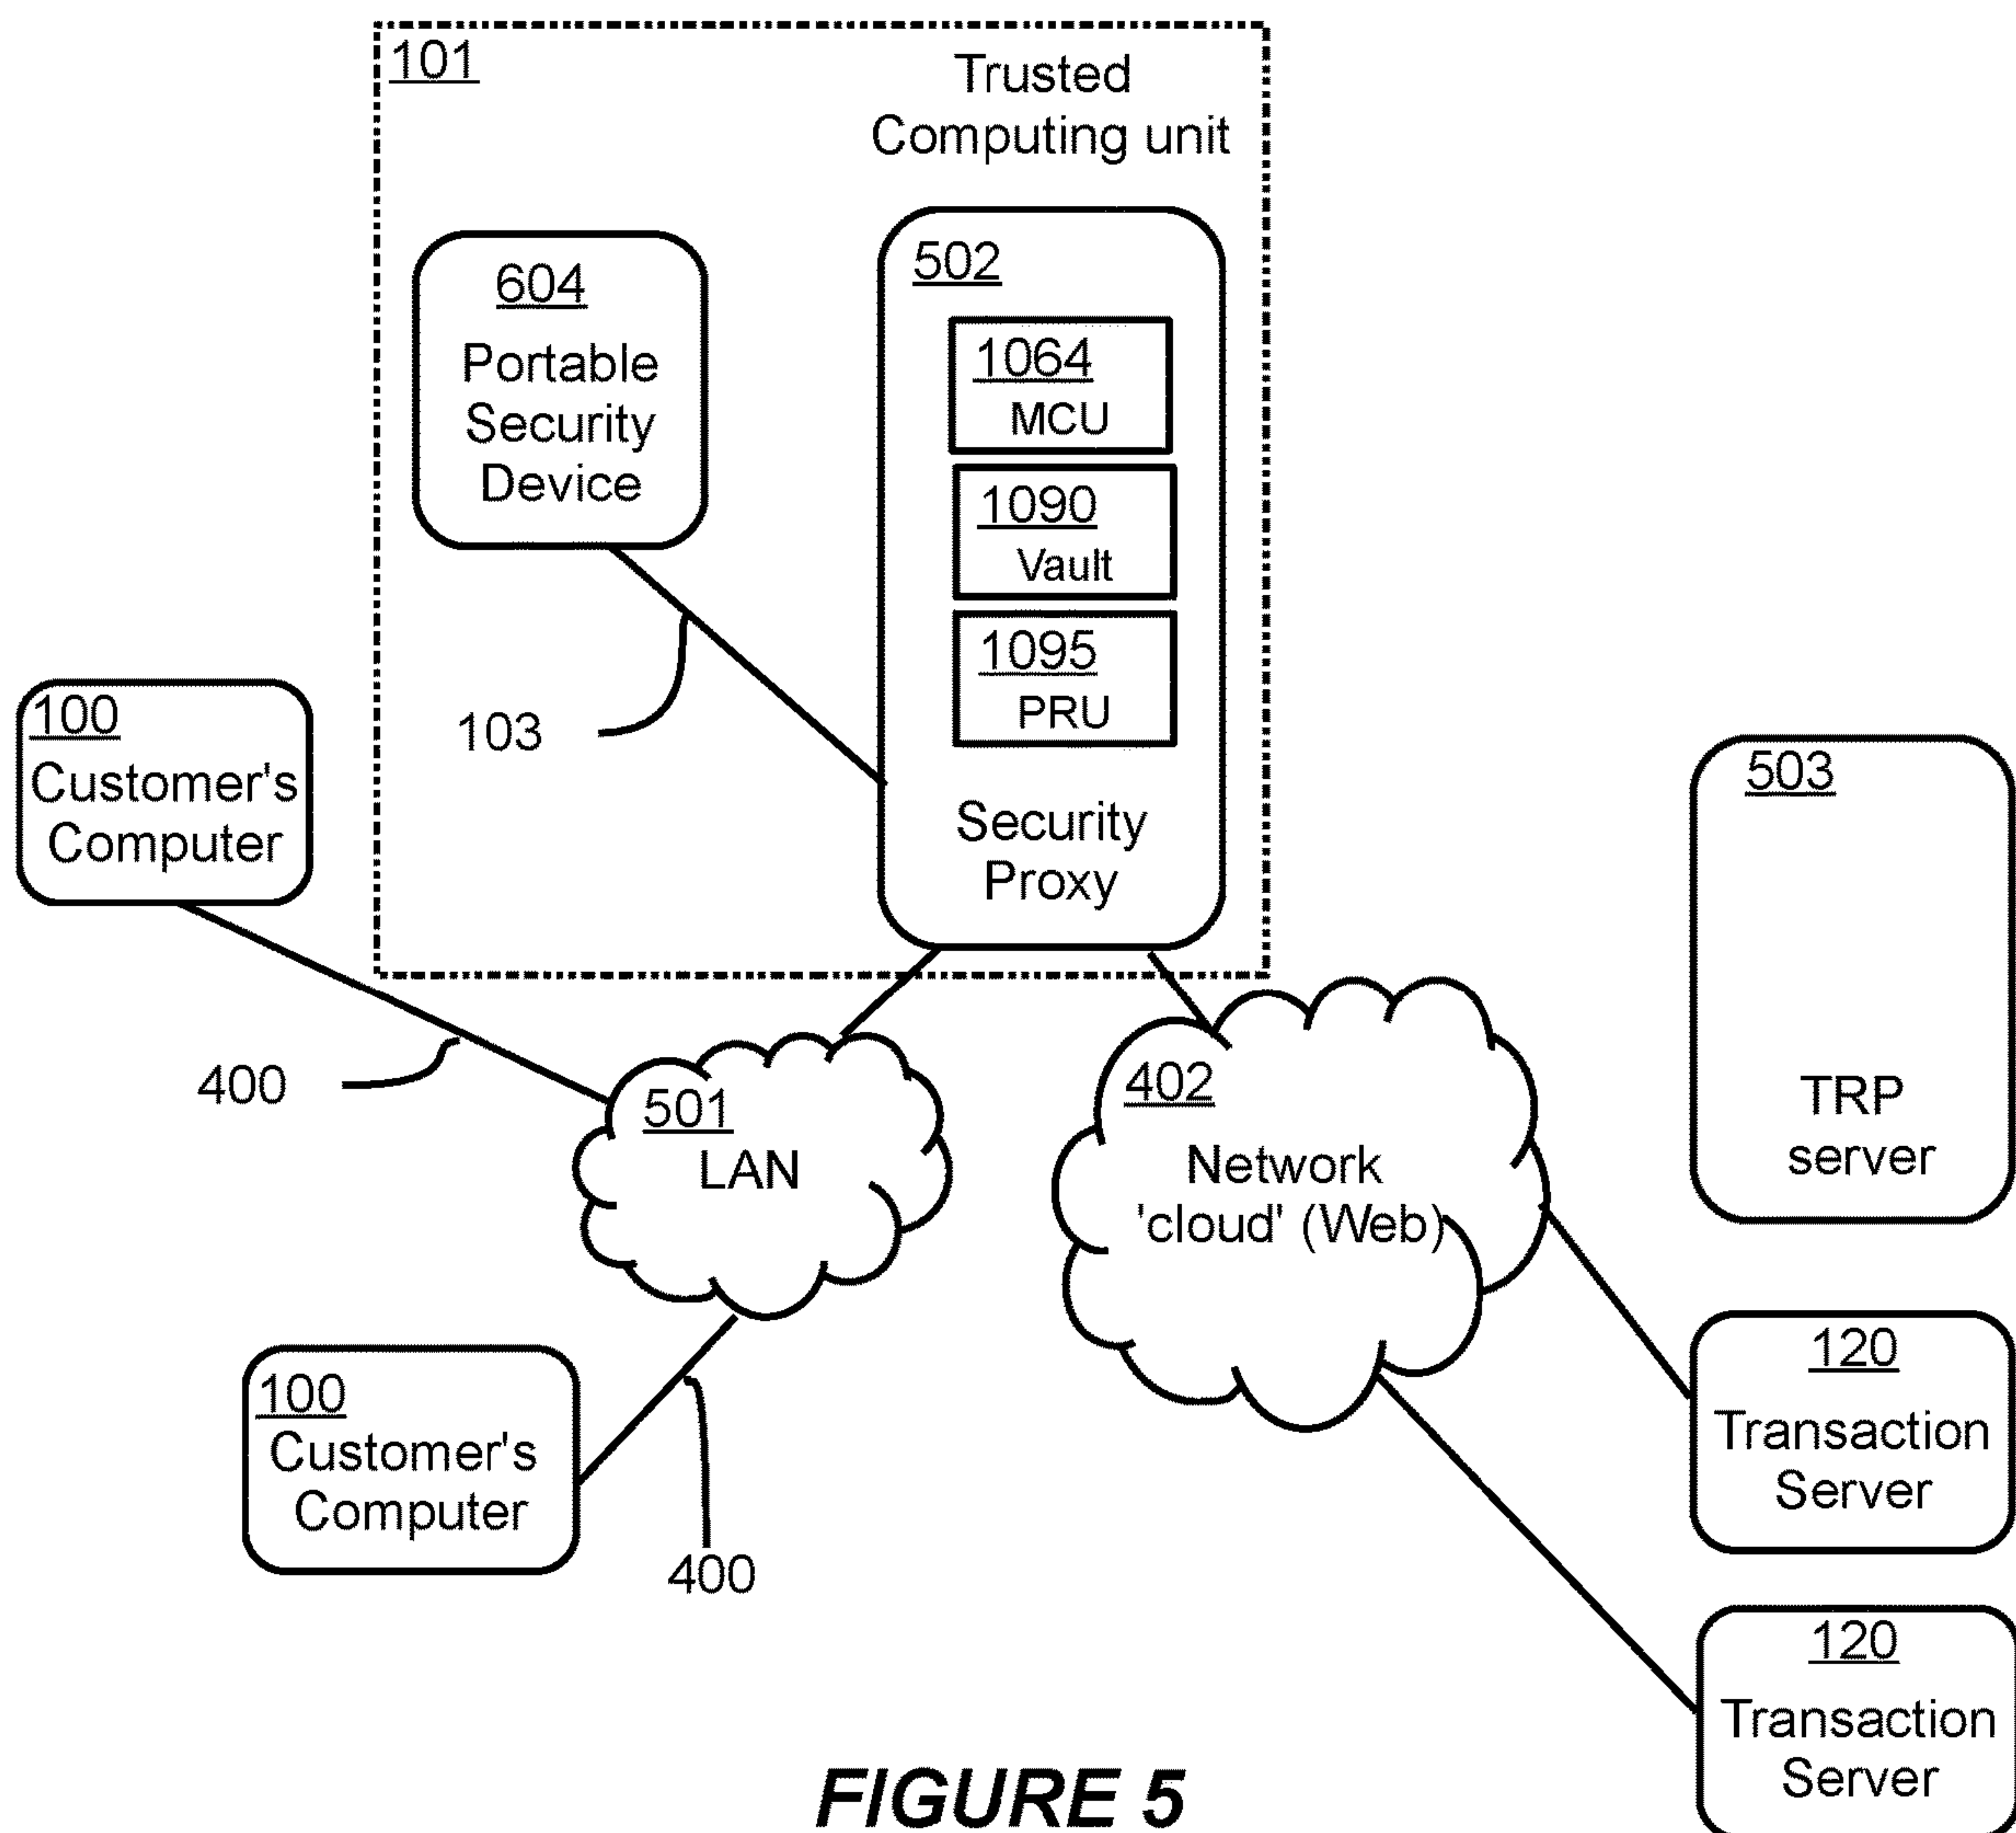 101
Trusted
Computing unit
604
Portable
Security
Device
502
1064
MCU
1090
Vault
1095
PRU
Security
Proxy
103
100
Customer's
Computer
400
501
LAN
402
Network
'cloud' (Web)
503
TRP
server
100
Customer's
Computer
400
120
Transaction
Server
120
Transaction
Server
FIGURE 5